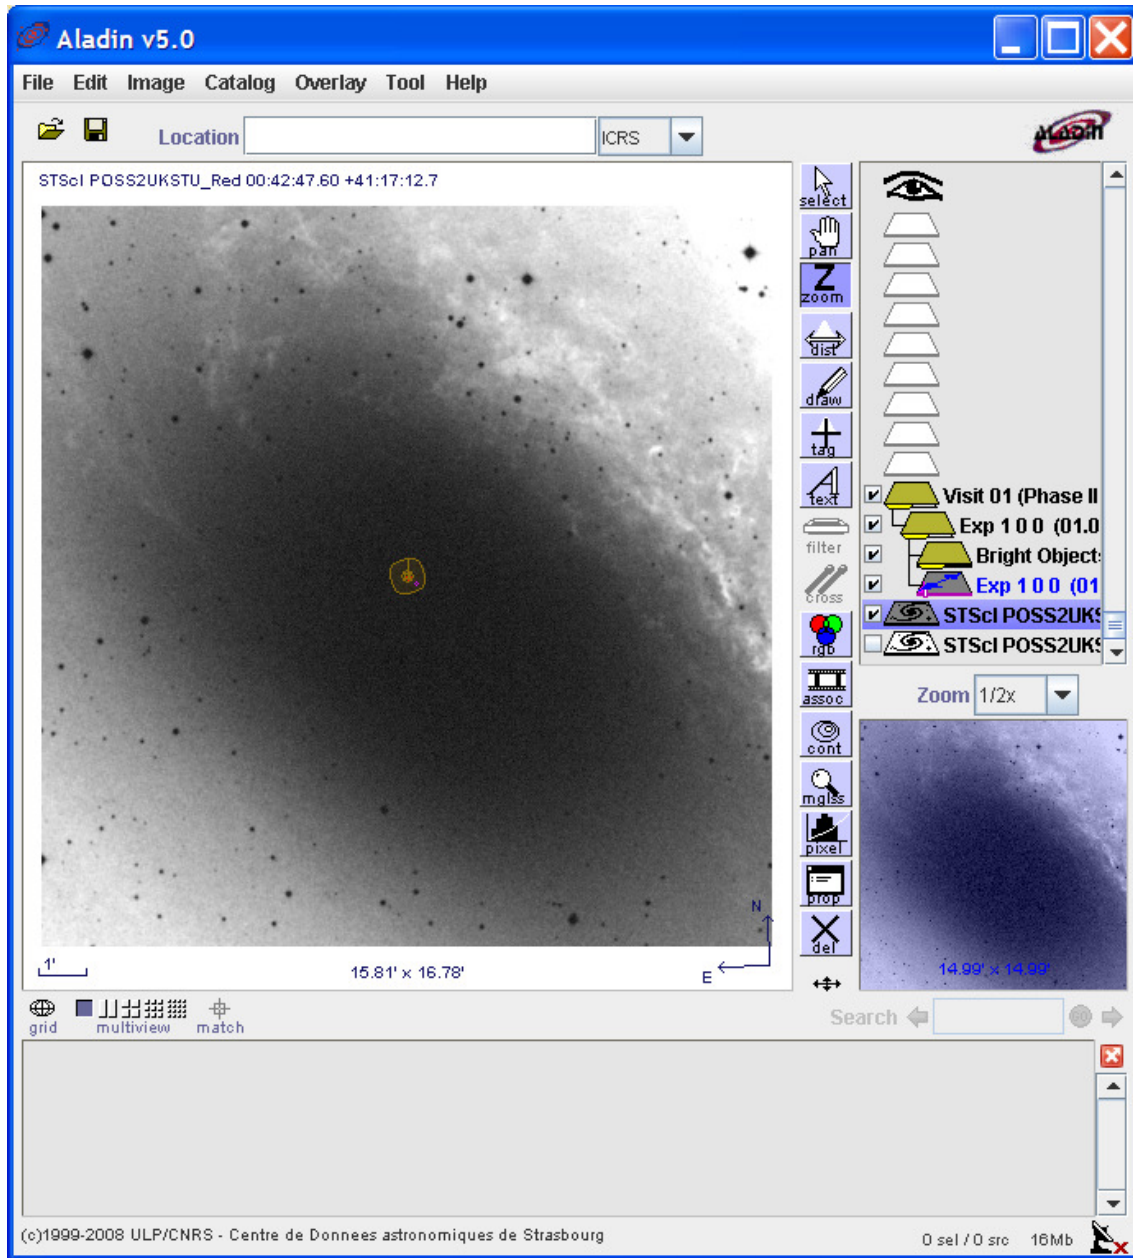 Aladin v5.0
File Edit Image Catalog Overlay Tool Help
Location ICRS
Aladin
STScI POSS2UKSTU_Red 00:42:47.60 +41:17:12.7
select
pan
Z
zoom
dist
draw
tag
text
filter
cross
rgb
assoc
cont
mglss
pixel
prop
del
Visit 01 (Phase II
Exp 1 0 0 (01.0
Bright Object
Exp 1 0 0 (01
STScI POSS2UKS
STScI POSS2UKS
Zoom 1/2x
14.99' x 14.99'
N
E
1'
15.81' x 16.78'
grid multiview match
Search GO
(c)1999-2008 ULP/CNRS - Centre de Donnees astronomiques de Strasbourg
0 sel / 0 src 16Mb